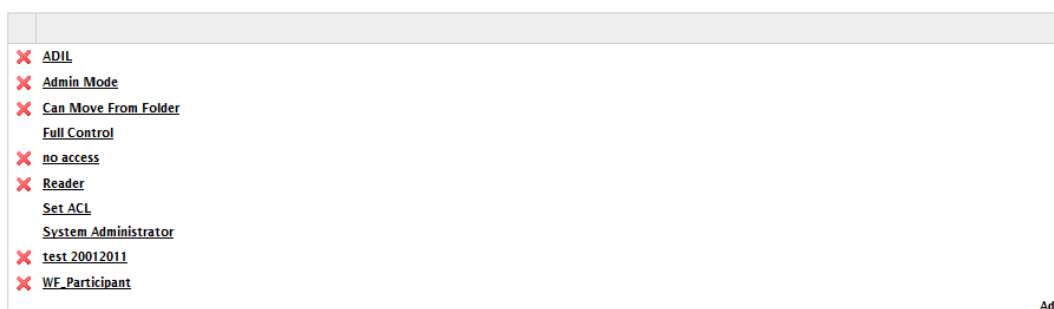 ADIL
Admin Mode
Can Move From Folder
Full Control
no access
Reader
Set ACL
System Administrator
test 20012011
WF_Participant
Ad